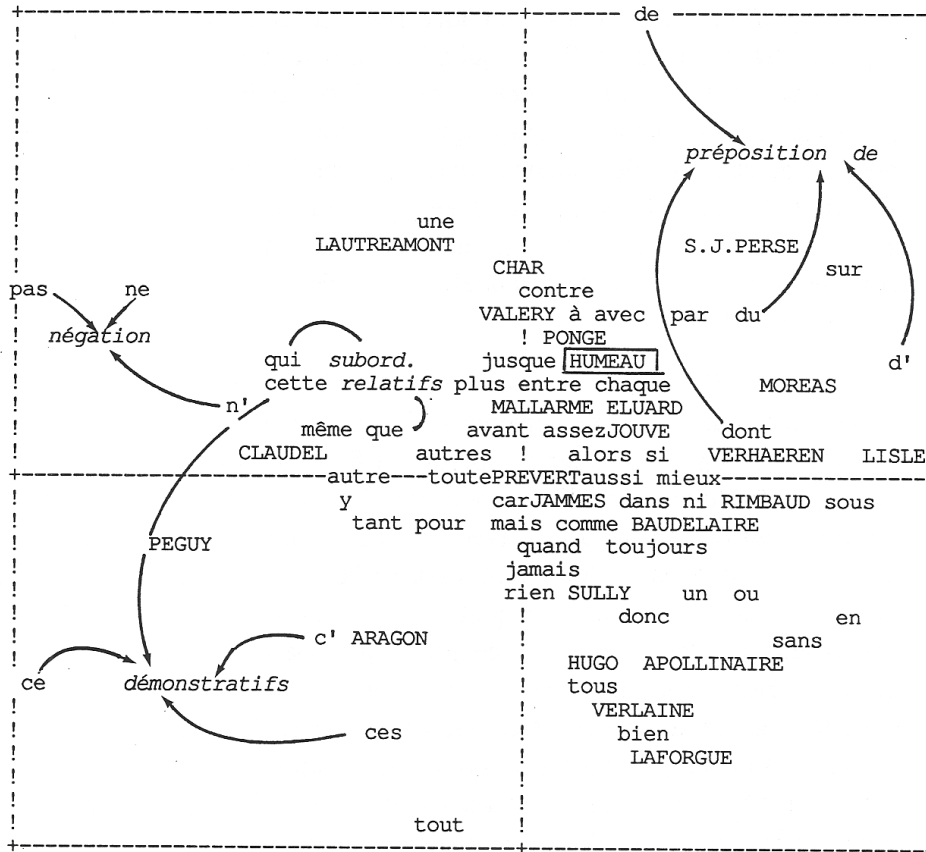 de
préposition de
une
LAUTREAMONT S.J.PERSE
CHAR sur
pas ne contre
VALERY à avec par du
négation ! PONGE
qui subord. jusque HUMEAU d'
cette relatifs plus entre chaque MOREAS
n' MALLARME ELUARD
même que avant assezJOUVE dont
CLAUDEL autres ! alors si VERHAEREN LISLE
autre---toutePREVERTaussi mieux
y carJAMMES dans ni RIMBAUD sous
tant pour mais comme BAUDELAIRE
PEGUY quand toujours
jamais
rien SULLY un ou
donc en
c' ARAGON sans
HUGO APOLLINAIRE
ce démonstratifs tous
VERLAINE
ces bien
LAFORGUE
tout